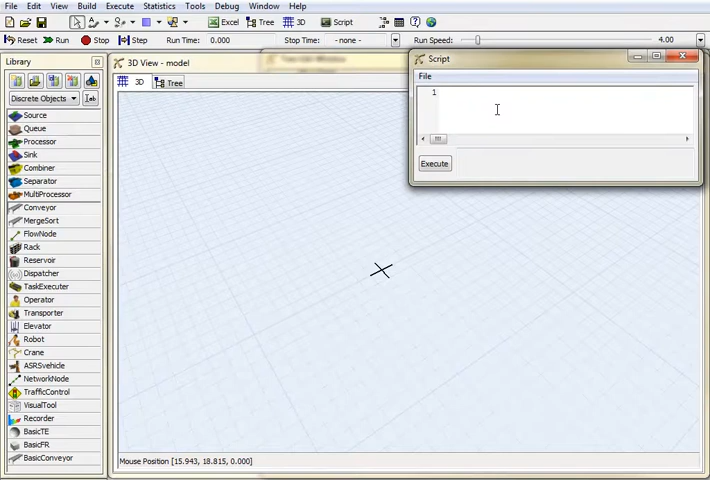 File Edit View Build Execute Statistics Tools Debug Window Help
Excel Tree 3D Script
Reset Run Stop Step Run Time: 0.000 Stop Time: - none - Run Speed: 4.00
Library
3D View - model
Script
3D Tree
File
Discrete Objects
1
Source
Queue
Processor
Sink
Execute
Combiner
Separator
MultiProcessor
Conveyor
MergeSort
FlowNode
Rack
Reservoir
Dispatcher
TaskExecuter
Operator
Transporter
Elevator
Robot
Crane
ASRSvehicle
NetworkNode
TrafficControl
VisualTool
Recorder
BasicTE
BasicFR
BasicConveyor
Mouse Position [15.943, 18.815, 0.000]